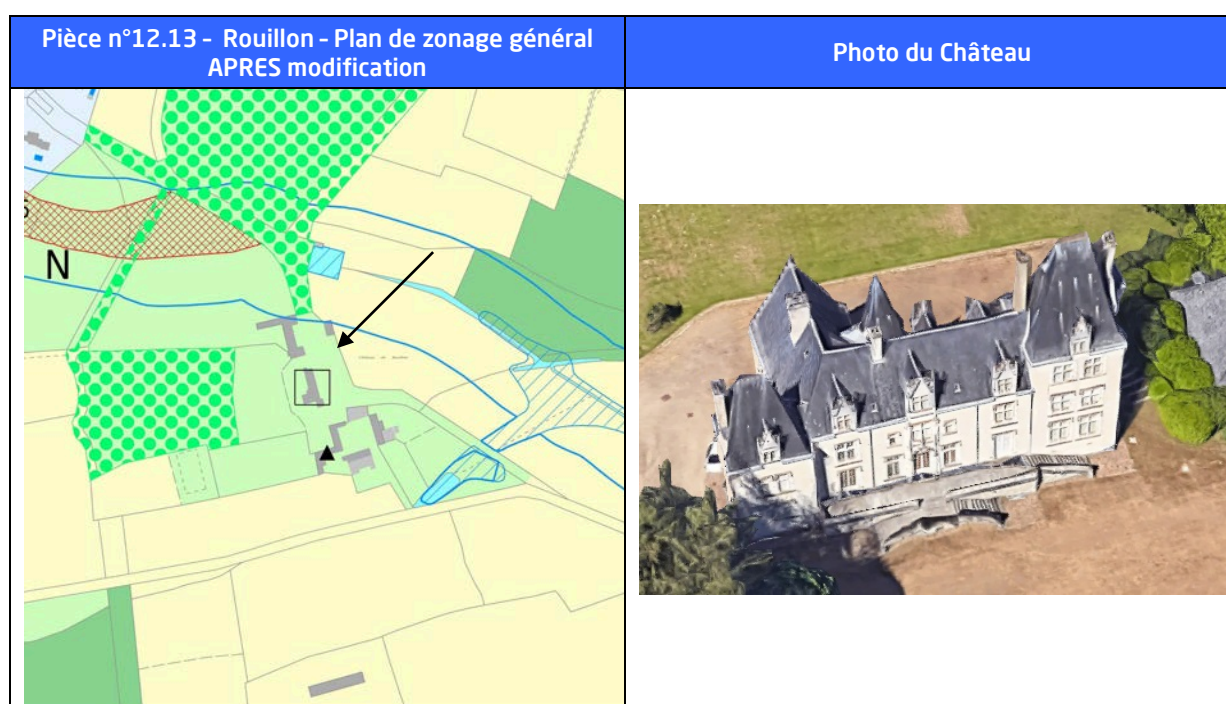 Pièce n°12.13 - Rouillon - Plan de zonage général
APRES modification
Photo du Château
N